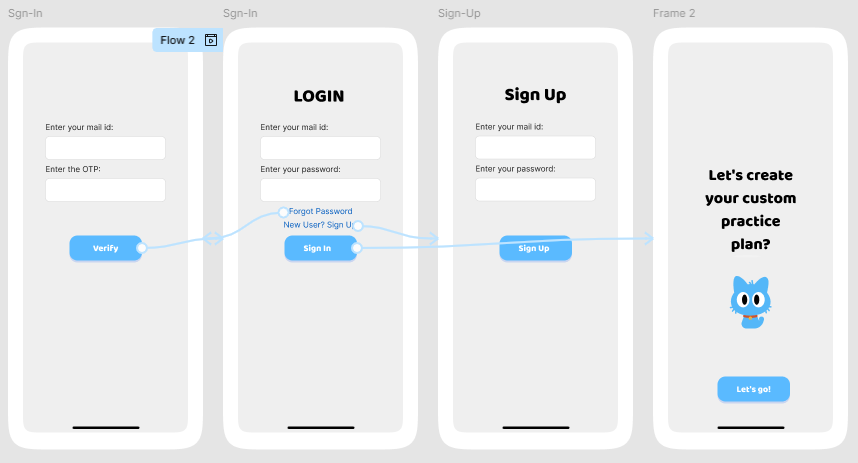 Sgn-In
Sgn-In
Sign-Up
Frame 2
Flow 2
Enter your mail id:
Enter the OTP:
Verify
LOGIN
Enter your mail id:
Enter your password:
Forgot Password
New User? Sign Up
Sign In
Sign Up
Enter your mail id:
Enter your password:
Sign Up
Let's create
your custom
practice
plan?
Let's go!